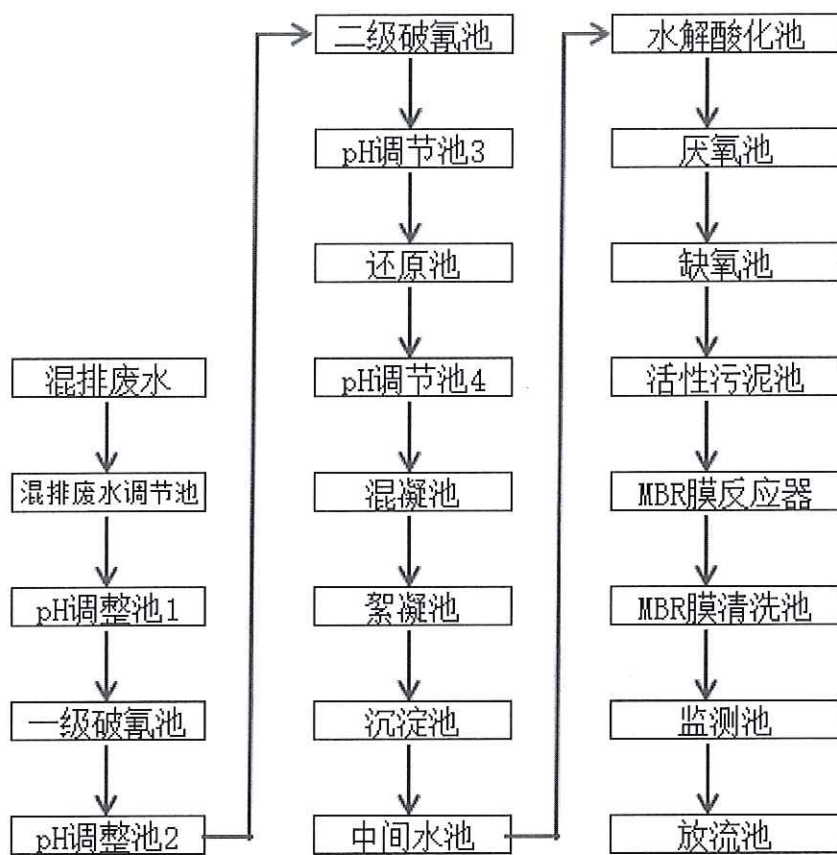 混排废水
混排废水调节池
pH调整池1
一级破氰池
pH调整池2
二级破氰池
pH调节池3
还原池
pH调节池4
混凝池
絮凝池
沉淀池
中间水池
水解酸化池
厌氧池
缺氧池
活性污泥池
MBR膜反应器
MBR膜清洗池
监测池
放流池